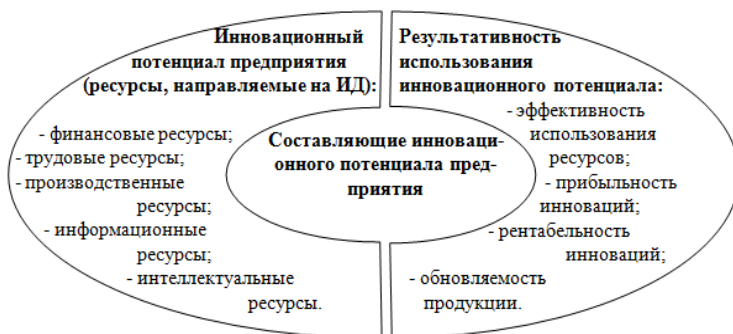 Инновационный
потенциал предприятия
(ресурсы, направляемые на ИД):
- финансовые ресурсы;
- трудовые ресурсы;
- производственные
ресурсы;
- информационные
ресурсы;
- интеллектуальные
ресурсы.
Составляющие инноваци-
онного потенциала пред-
приятия
Результативность
использования
инновационного потенциала:
- эффективность
использования
ресурсов;
- прибыльность
инноваций;
- рентабельность
инноваций;
- обновляемость
продукции.